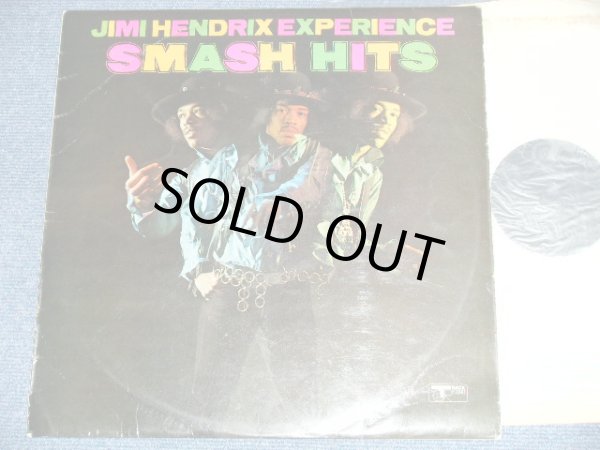 JIMI HENDRIX EXPERIENCE
SMASH HITS
SOLD OUT